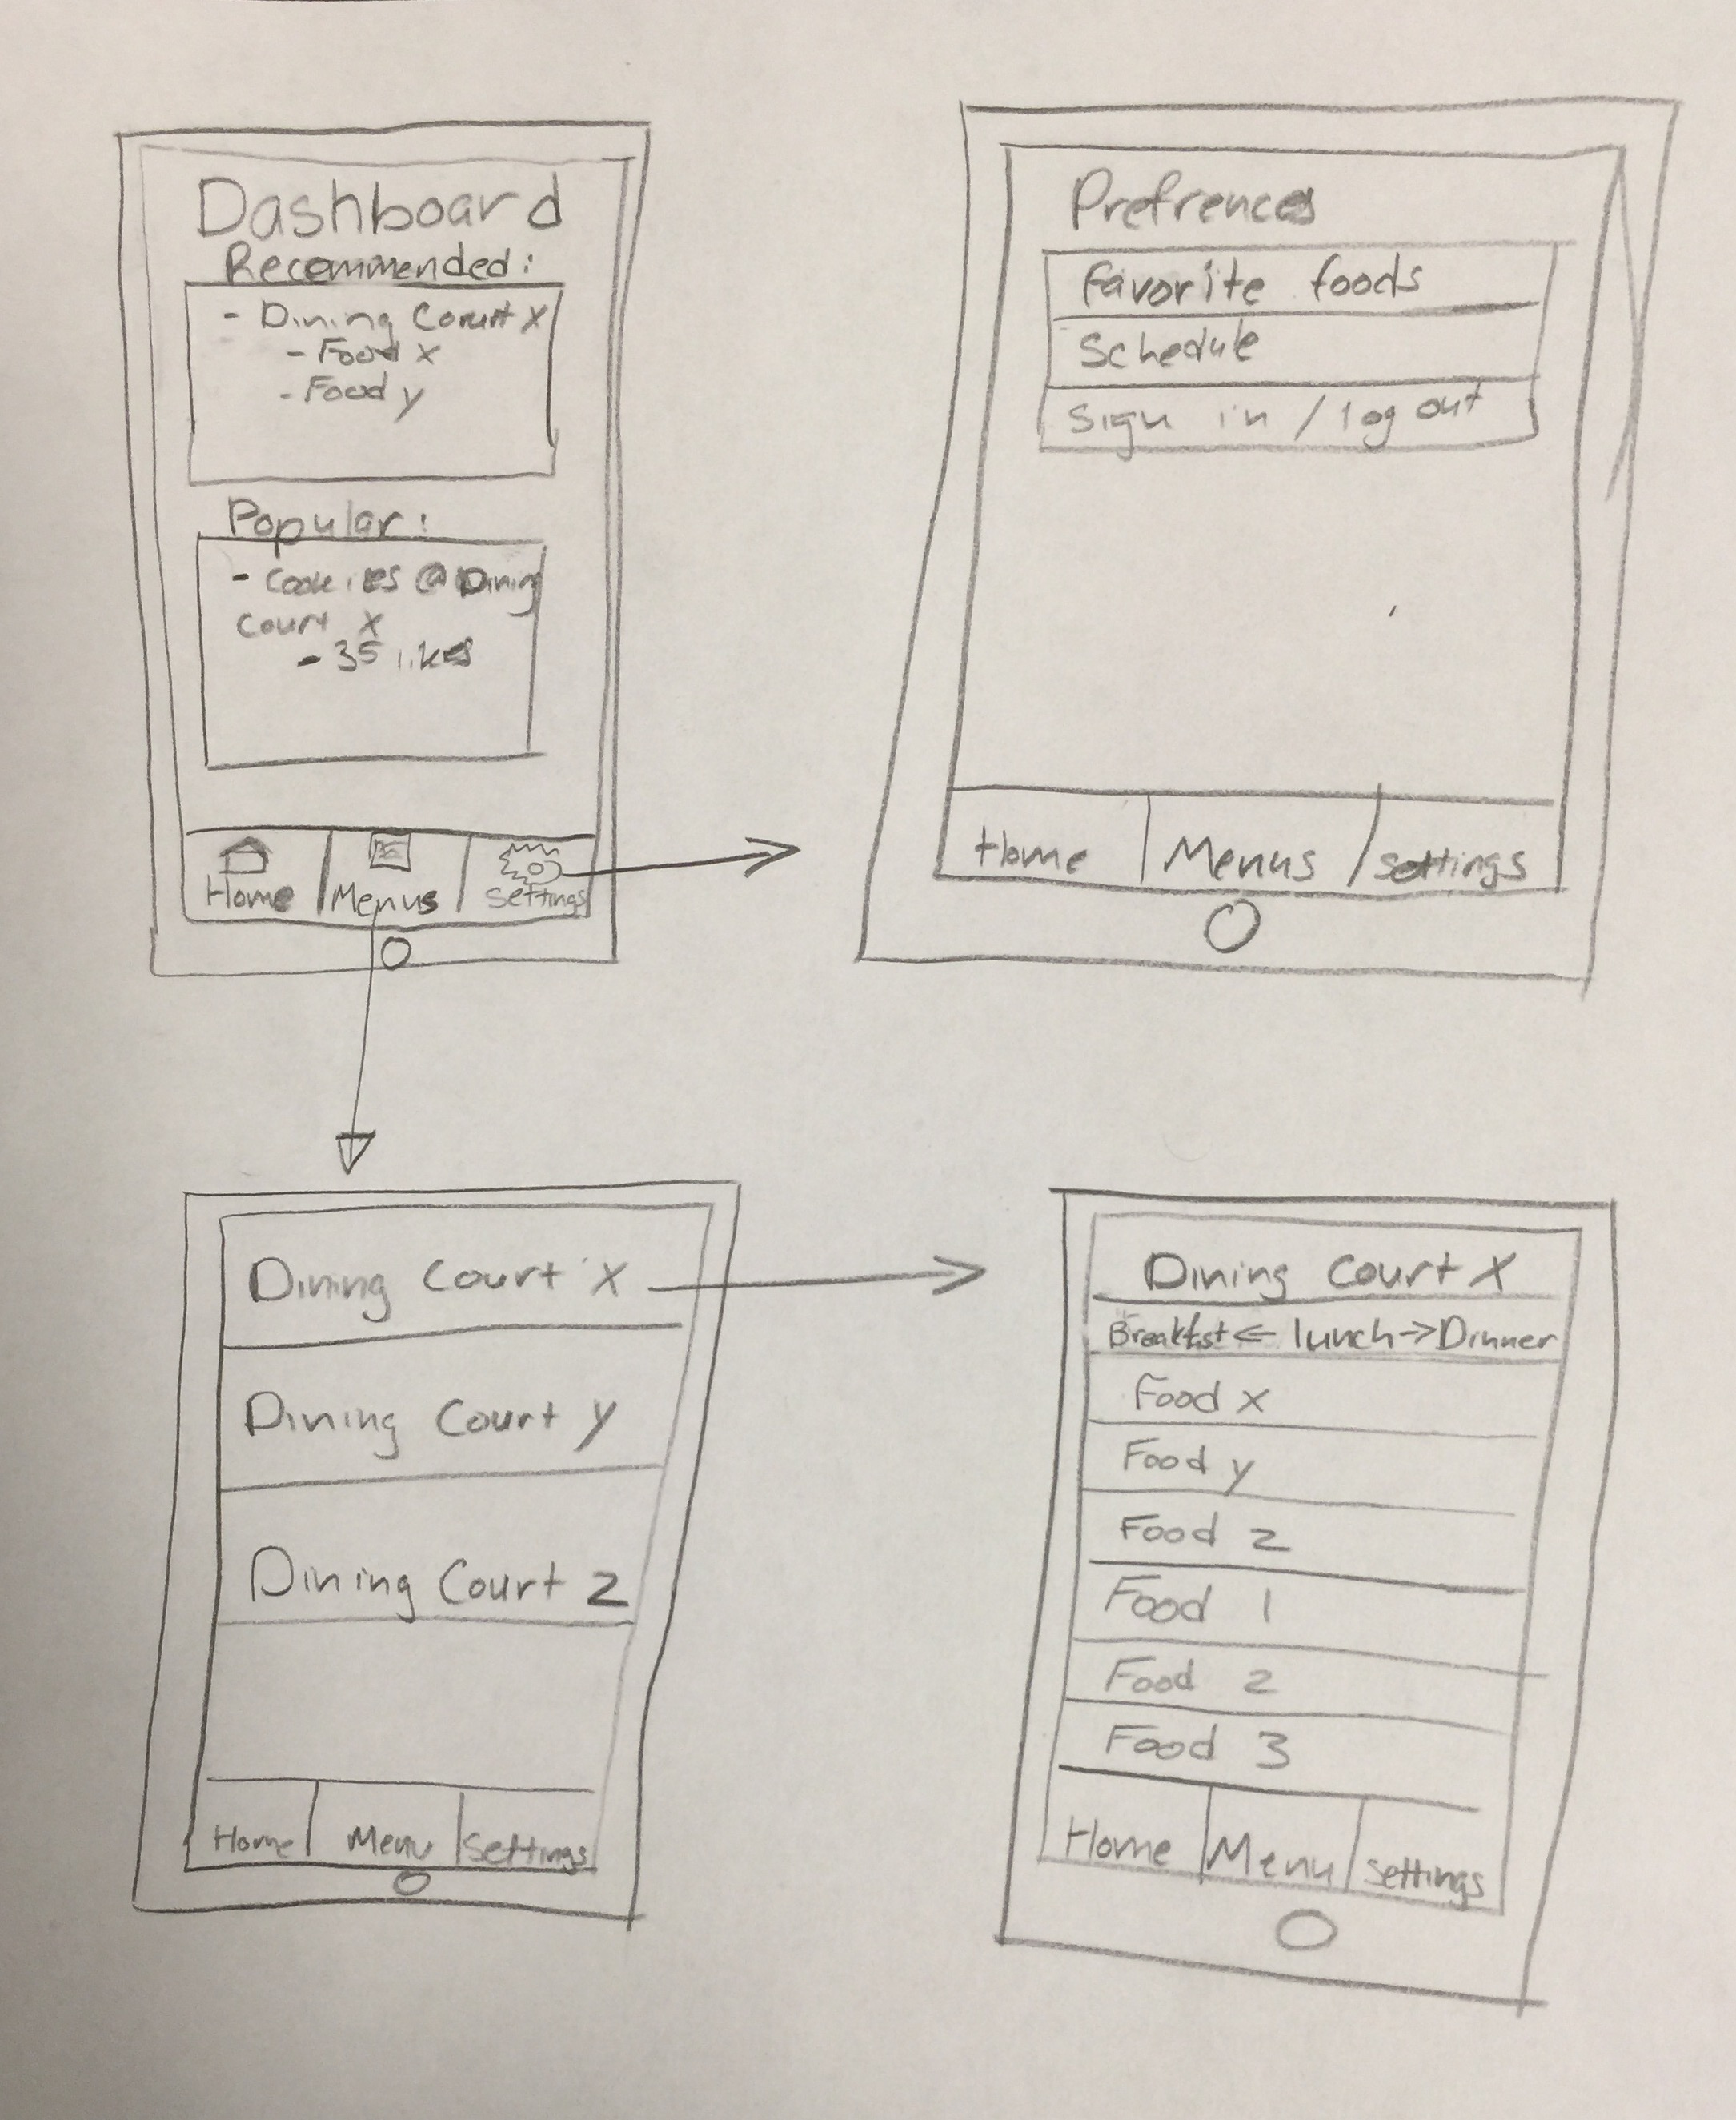 Dashboard
Recommended:
- Dining Court X
- Food x
- Food y
Popular:
- Cookies @ Dining
Court X
- 35 likes
Home Menus Settings
Prefrences
Favorite foods
Schedule
Sign in / log out
Home Menus Settings
Dining Court X
Dining Court y
Dining Court z
Home Menu Settings
Dining Court X
Breakfast <- lunch -> Dinner
Food x
Food y
Food z
Food 1
Food 2
Food 3
Home Menu Settings